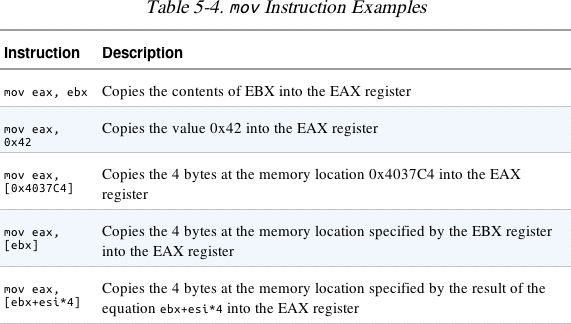 Table 5-4. mov Instruction Examples
Instruction Description
mov eax, ebx Copies the contents of EBX into the EAX register
mov eax,
0x42
Copies the value 0x42 into the EAX register
mov eax,
[0x4037C4]
Copies the 4 bytes at the memory location 0x4037C4 into the EAX
register
mov eax,
[ebx]
Copies the 4 bytes at the memory location specified by the EBX register
into the EAX register
mov eax,
[ebx+esi*4]
Copies the 4 bytes at the memory location specified by the result of the
equation ebx+esi*4 into the EAX register